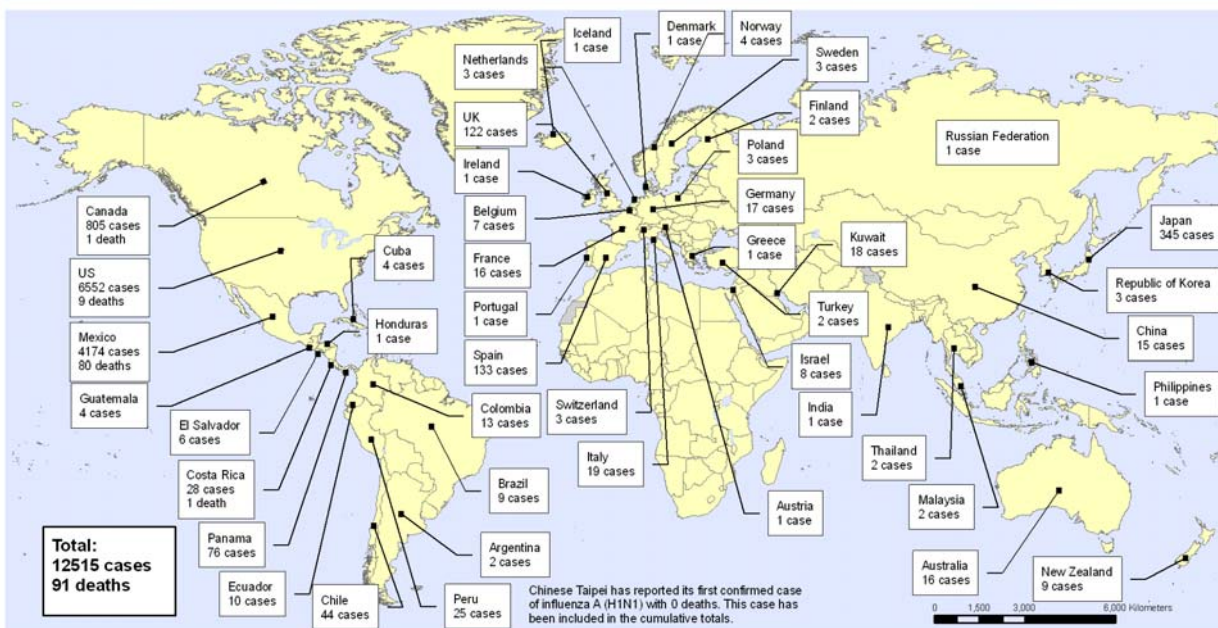 Iceland
1 case
Denmark
1 case
Norway
4 cases
Netherlands
3 cases
Sweden
3 cases
UK
122 cases
Finland
2 cases
Russian Federation
1 case
Ireland
1 case
Poland
3 cases
Canada
805 cases
1 death
Belgium
7 cases
Germany
17 cases
Japan
345 cases
Cuba
4 cases
France
16 cases
Greece
1 case
Kuwait
18 cases
US
6552 cases
9 deaths
Republic of Korea
3 cases
Portugal
1 case
Turkey
2 cases
Honduras
1 case
China
15 cases
Mexico
4174 cases
80 deaths
Spain
133 cases
Israel
8 cases
Philippines
1 case
Guatemala
4 cases
Colombia
13 cases
Switzerland
3 cases
India
1 case
El Salvador
6 cases
Thailand
2 cases
Italy
19 cases
Costa Rica
28 cases
1 death
Brazil
9 cases
Austria
1 case
Malaysia
2 cases
Total:
12515 cases
91 deaths
Panama
76 cases
Argentina
2 cases
Australia
16 cases
New Zealand
9 cases
Ecuador
10 cases
Chile
44 cases
Peru
25 cases
Chinese Taipei has reported its first confirmed case
of influenza A (H1N1) with 0 deaths. This case has
been included in the cumulative totals.
0 1,500 3,000 6,000 Kilometers